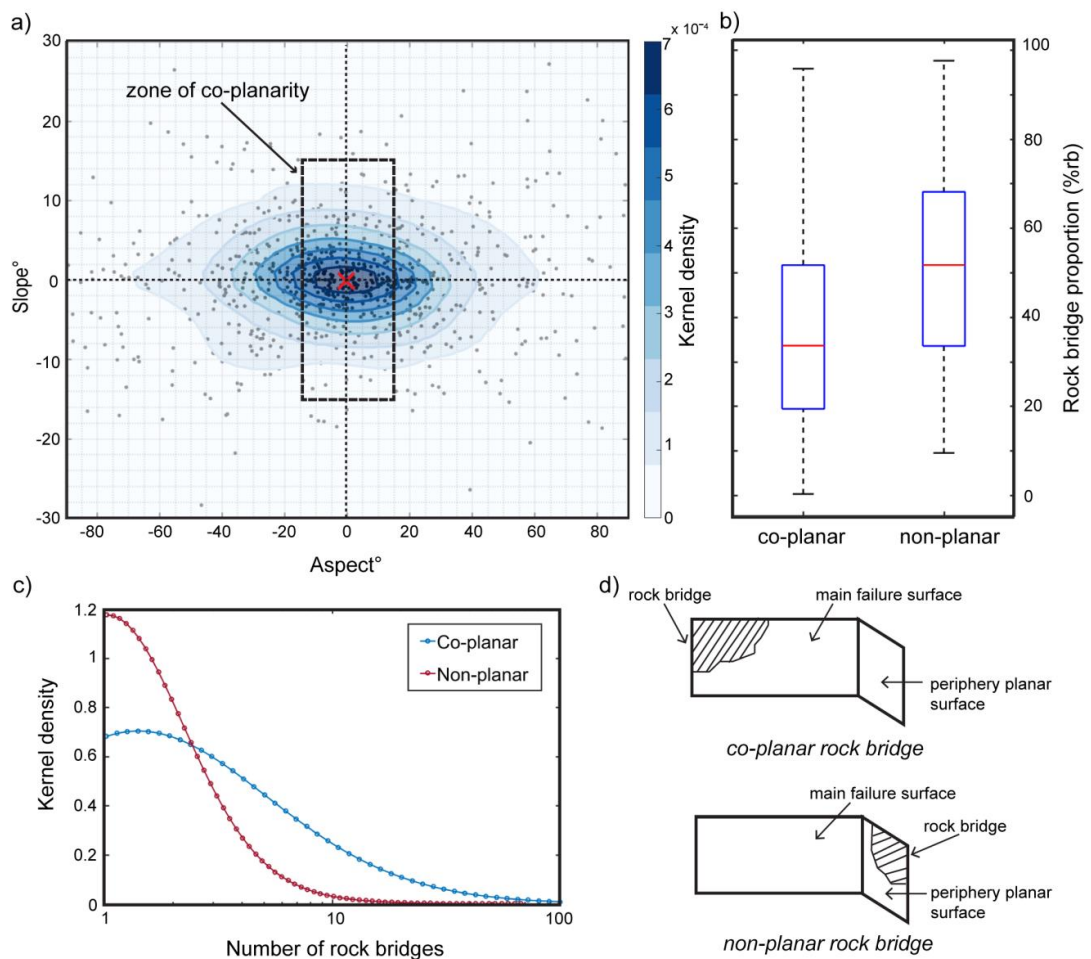 a)
30
20
10
0
-10
-20
-30
Slope°
zone of co-planarity
-80 -60 -40 -20 0 20 40 60 80
Aspect°
7 x 10⁻⁴
6
5
4
3
2
1
0
Kernel density
b)
100
80
60
40
20
0
Rock bridge proportion (%rb)
co-planar non-planar
c)
1.2
1
0.8
0.6
0.4
0.2
0
Kernel density
Co-planar
Non-planar
1 10 100
Number of rock bridges
d)
rock bridge
main failure surface
periphery planar
surface
co-planar rock bridge
main failure surface
rock bridge
periphery planar
surface
non-planar rock bridge